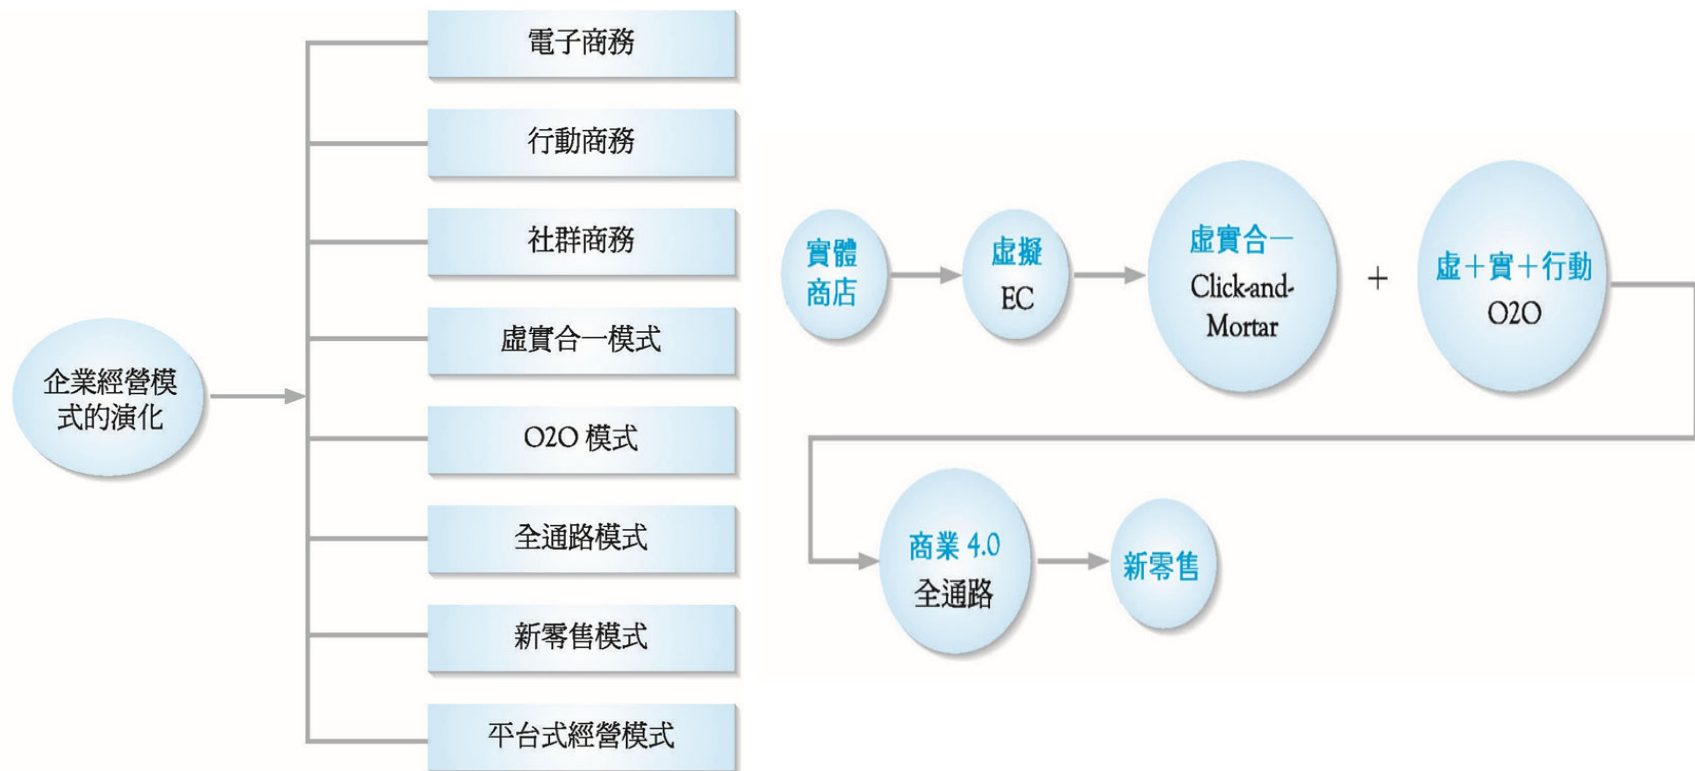 企業經營模
式的演化
電子商務
行動商務
社群商務
虛實合一模式
O2O 模式
全通路模式
新零售模式
平台式經營模式
實體
商店
虛擬
EC
虛實合一
Click-and-
Mortar
+
虛＋實＋行動
O2O
商業 4.0
全通路
新零售